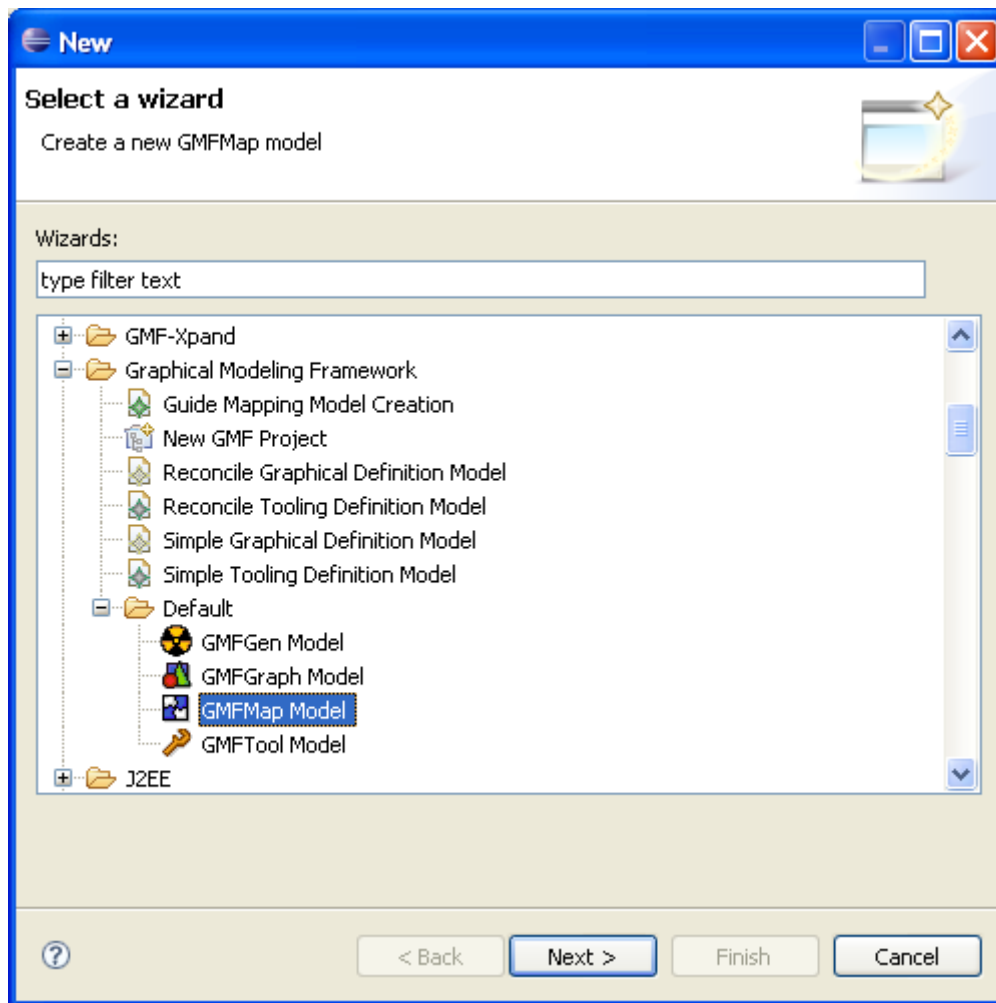 New
Select a wizard
Create a new GMFMap model
Wizards:
type filter text
GMF-Xpand
Graphical Modeling Framework
Guide Mapping Model Creation
New GMF Project
Reconcile Graphical Definition Model
Reconcile Tooling Definition Model
Simple Graphical Definition Model
Simple Tooling Definition Model
Default
GMFGen Model
GMFGraph Model
GMFMap Model
GMFTool Model
J2EE
? < Back Next > Finish Cancel